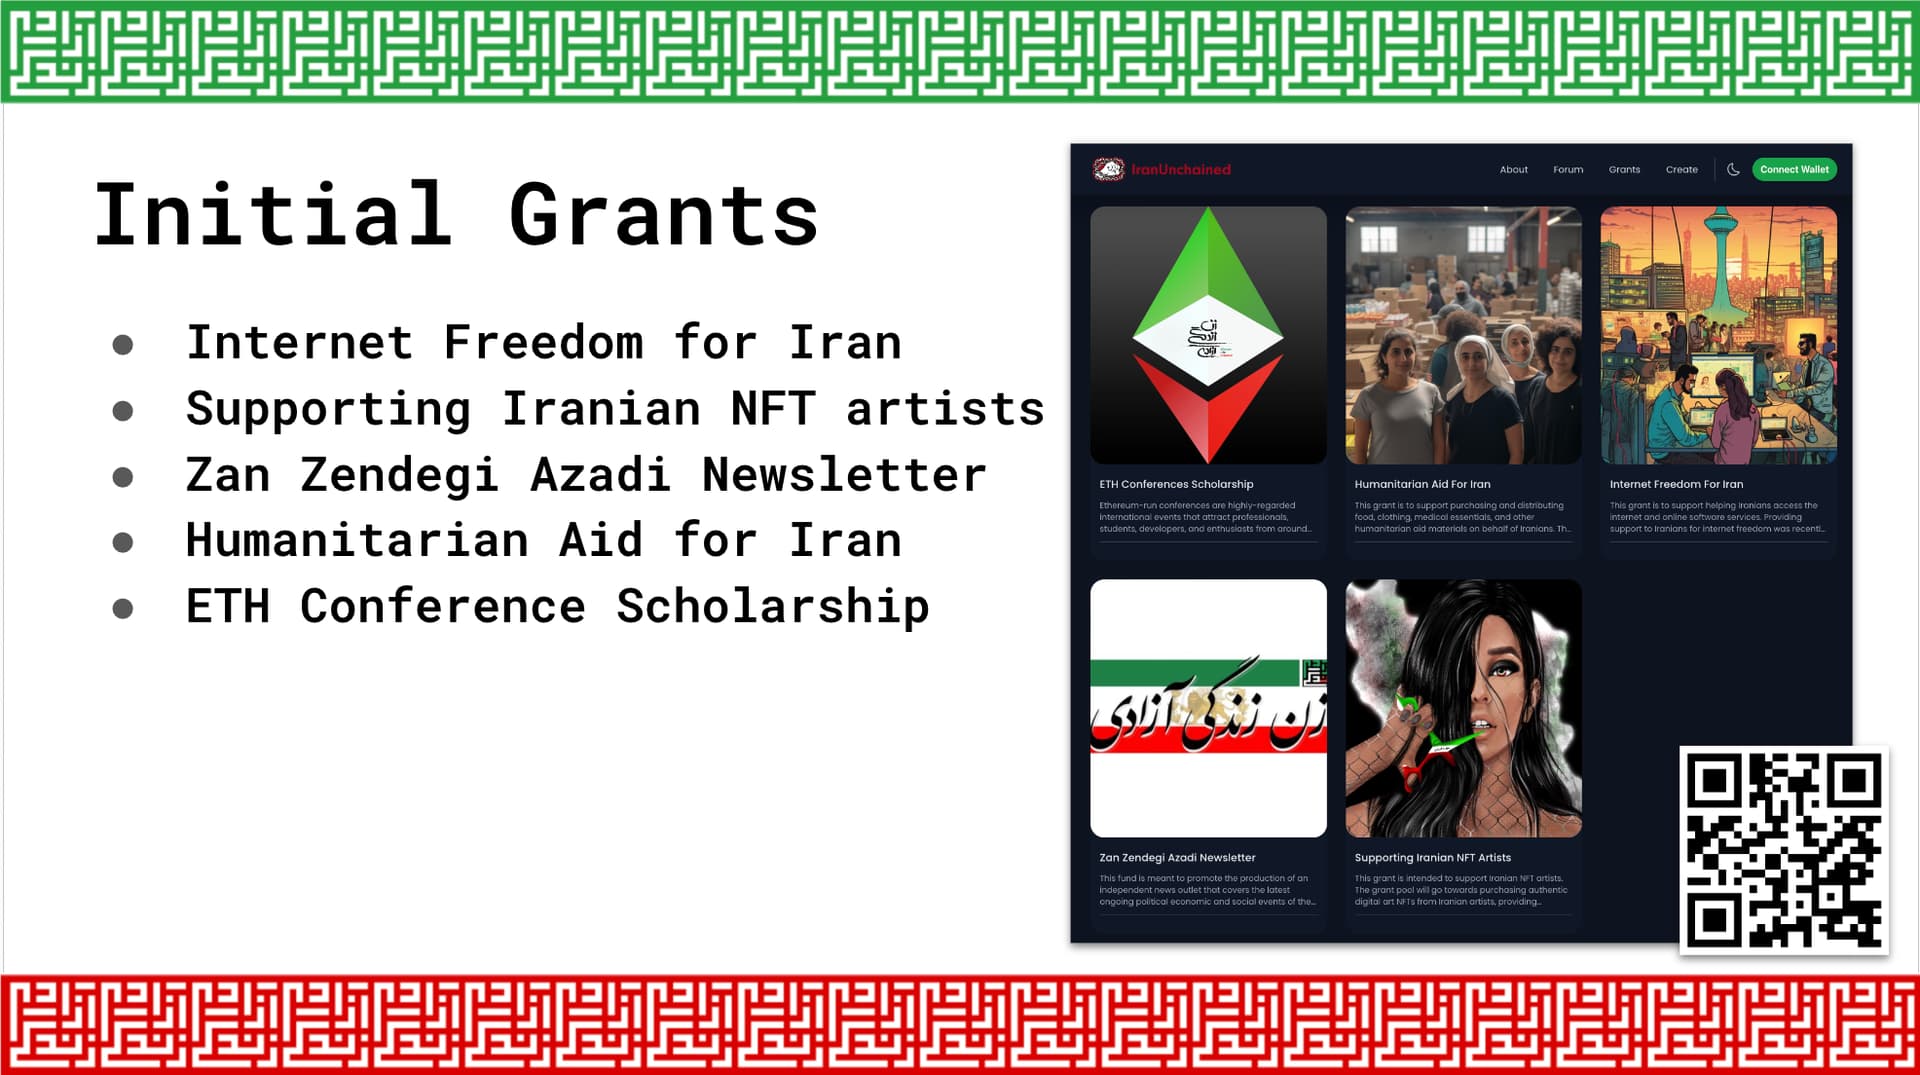 Initial Grants
● Internet Freedom for Iran
● Supporting Iranian NFT artists
● Zan Zendegi Azadi Newsletter
● Humanitarian Aid for Iran
● ETH Conference Scholarship
IranUnchained
About Forum Grants Create Connect Wallet
ETH Conferences Scholarship
Ethereum-run conferences are highly-regarded
international events that attract professionals,
students, developers, and enthusiasts from around...
Humanitarian Aid For Iran
This grant is to support purchasing and distributing
food, clothing, medical essentials, and other
humanitarian aid materials on behalf of Iranians. Th...
Internet Freedom For Iran
This grant is to support helping Iranians access the
internet and online software services. Providing
support to Iranians for internet freedom was recentl...
زن زندگی آزادی
Zan Zendegi Azadi Newsletter
This fund is meant to promote the production of an
independent news outlet that covers the latest
ongoing political economic and social events of the...
Supporting Iranian NFT Artists
This grant is intended to support Iranian NFT artists.
The grant pool will go towards purchasing authentic
digital art NFTs from Iranian artists, providing...